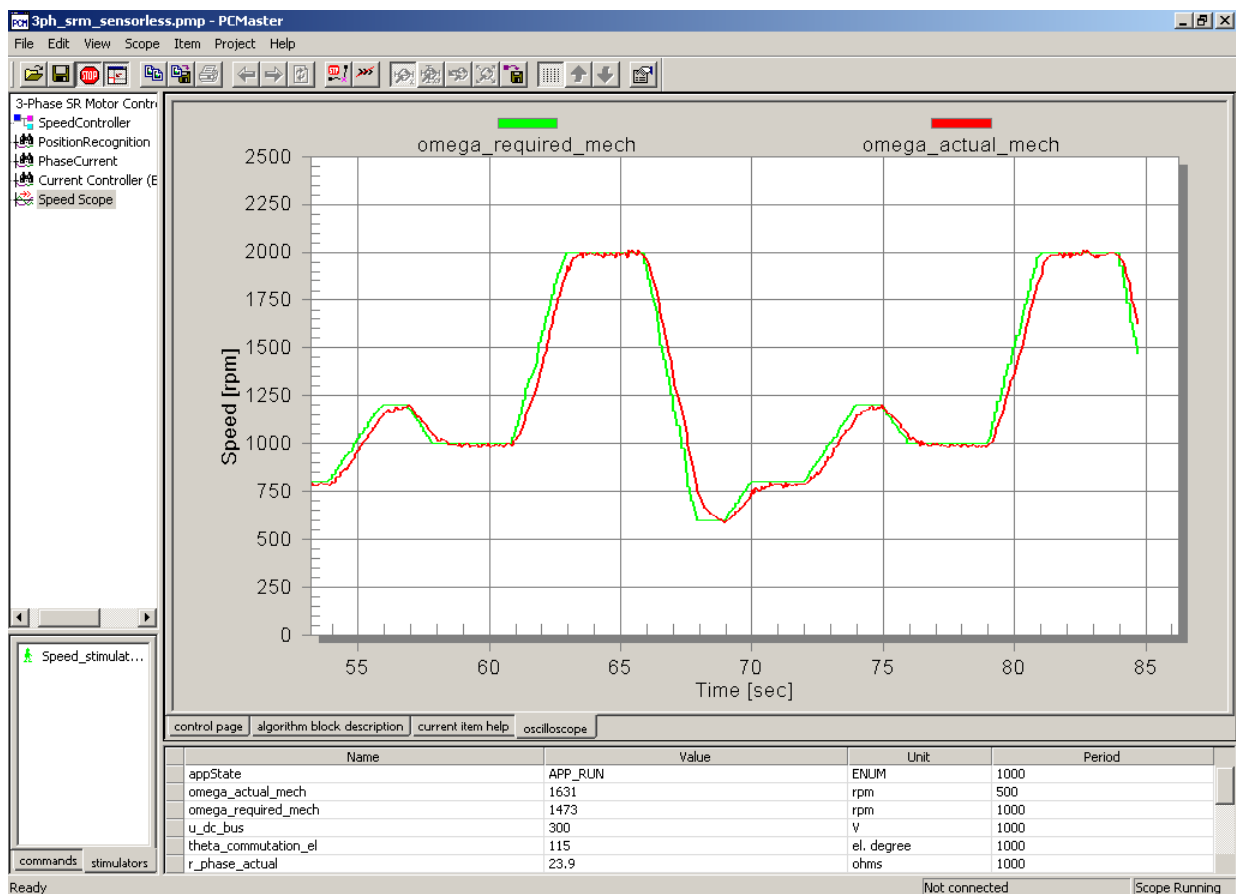 3ph_srm_sensorless.pmp - PCMaster
File Edit View Scope Item Project Help
3-Phase SR Motor Contr
SpeedController
PositionRecognition
PhaseCurrent
Current Controller (E
Speed Scope
omega_required_mech omega_actual_mech
2500
2250
2000
1750
1500
1250
1000
750
500
250
0
Speed [rpm]
55 60 65 70 75 80 85
Time [sec]
control page algorithm block description current item help oscilloscope
Speed_stimulat...
commands stimulators
Name Value Unit Period
appState APP_RUN ENUM 1000
omega_actual_mech 1631 rpm 500
omega_required_mech 1473 rpm 1000
u_dc_bus 300 V 1000
theta_commutation_el 115 el. degree 1000
r_phase_actual 23.9 ohms 1000
Ready Not connected Scope Running